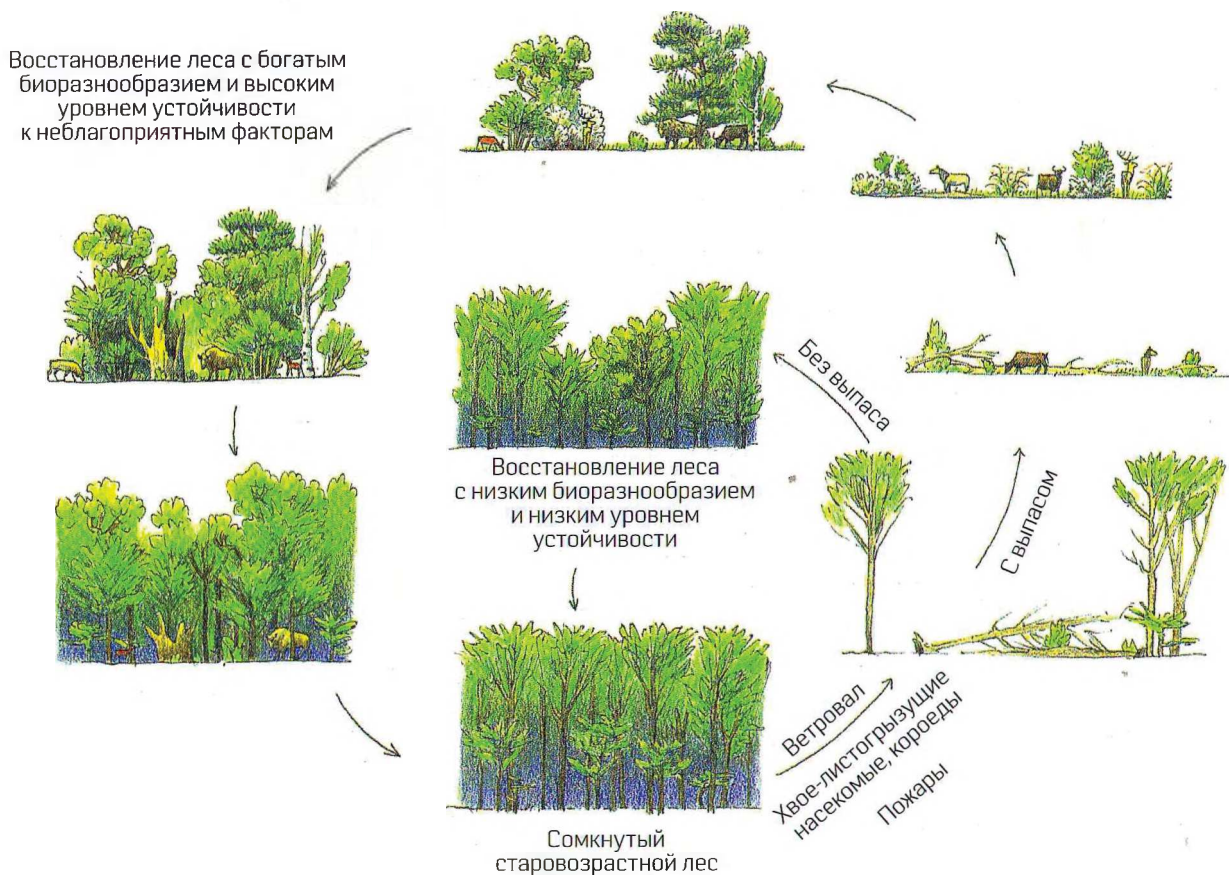 Восстановление леса с богатым
биоразнообразием и высоким
уровнем устойчивости
к неблагоприятным факторам
Без выпаса
С выпасом
Восстановление леса
с низким биоразнообразием
и низким уровнем
устойчивости
Ветровал
Хвое-листогрызущие
насекомые, короеды
Пожары
Сомкнутый
старовозрастной лес